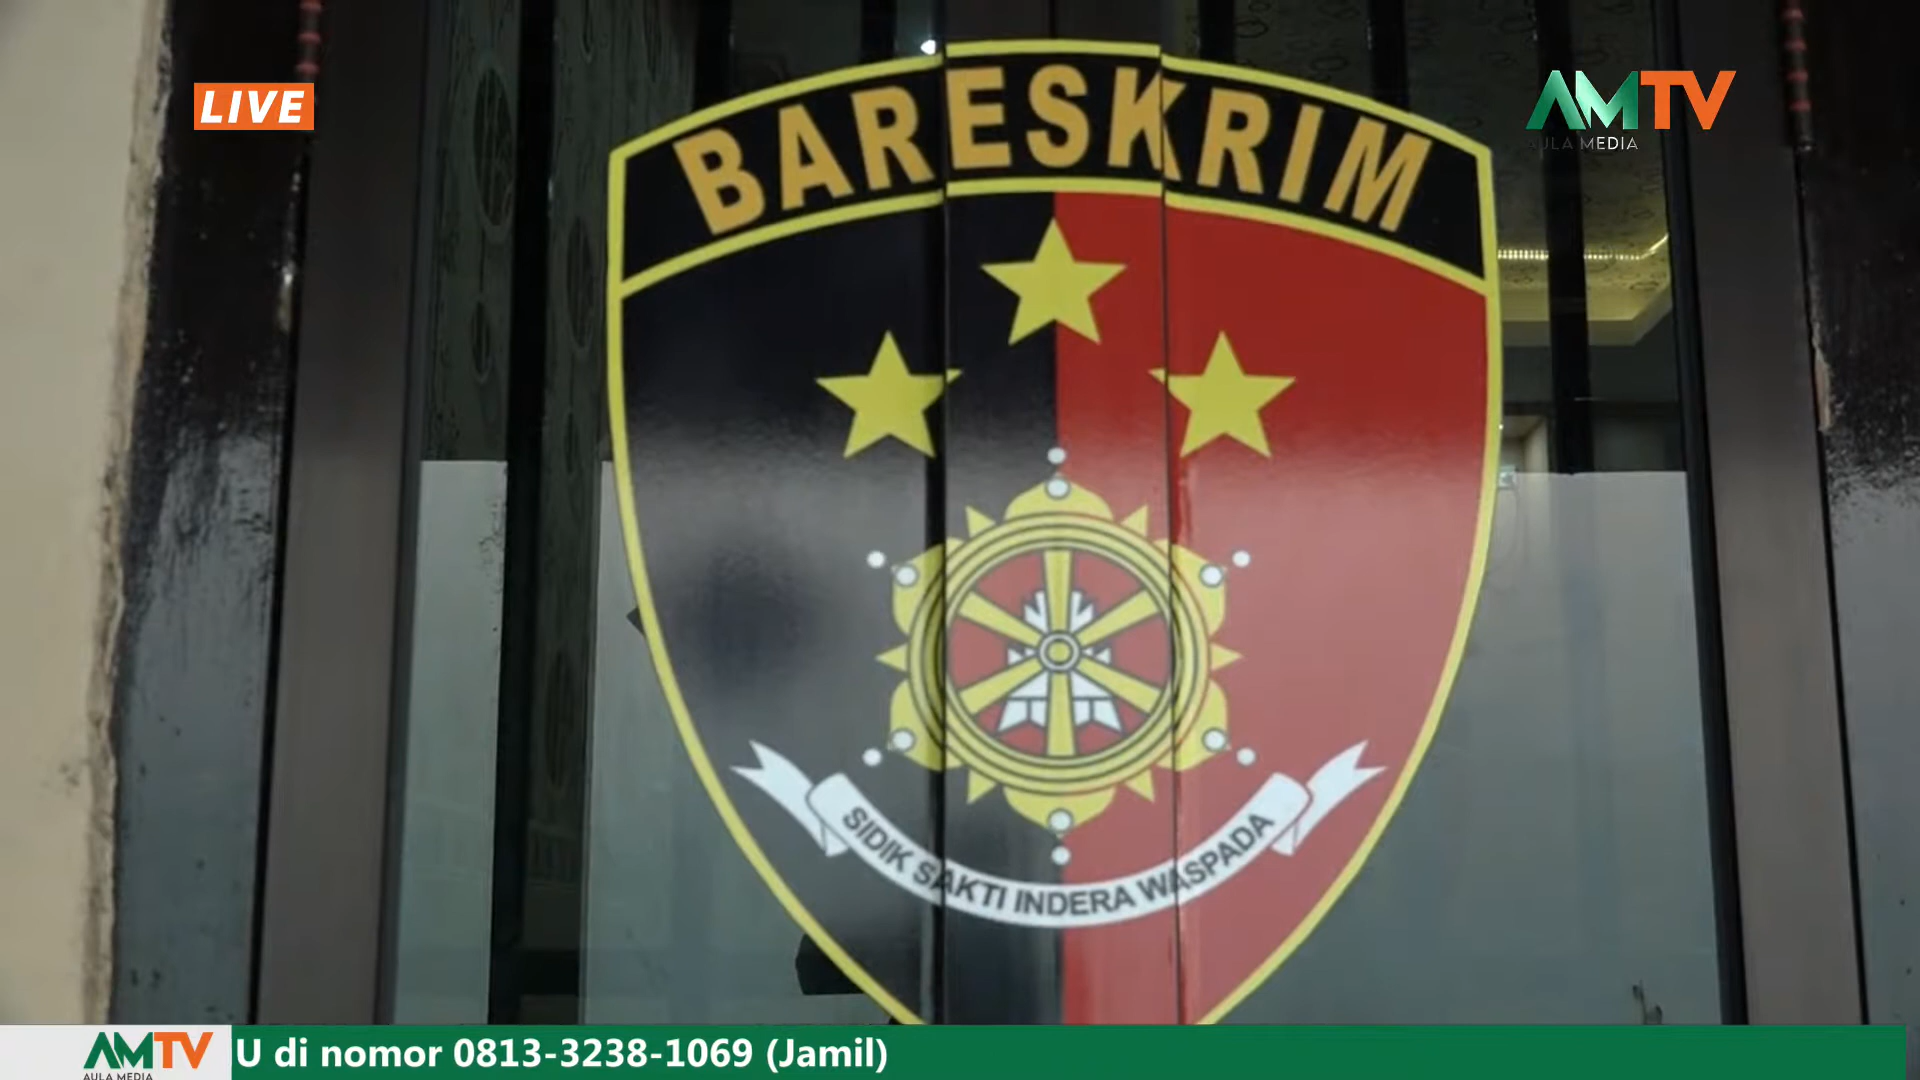 LIVE
AMTV
AULA MEDIA
BARESKRIM
SIDIK SAKTI INDERA WASPADA
AMTV
AULA MEDIA
U di nomor 0813-3238-1069 (Jamil)